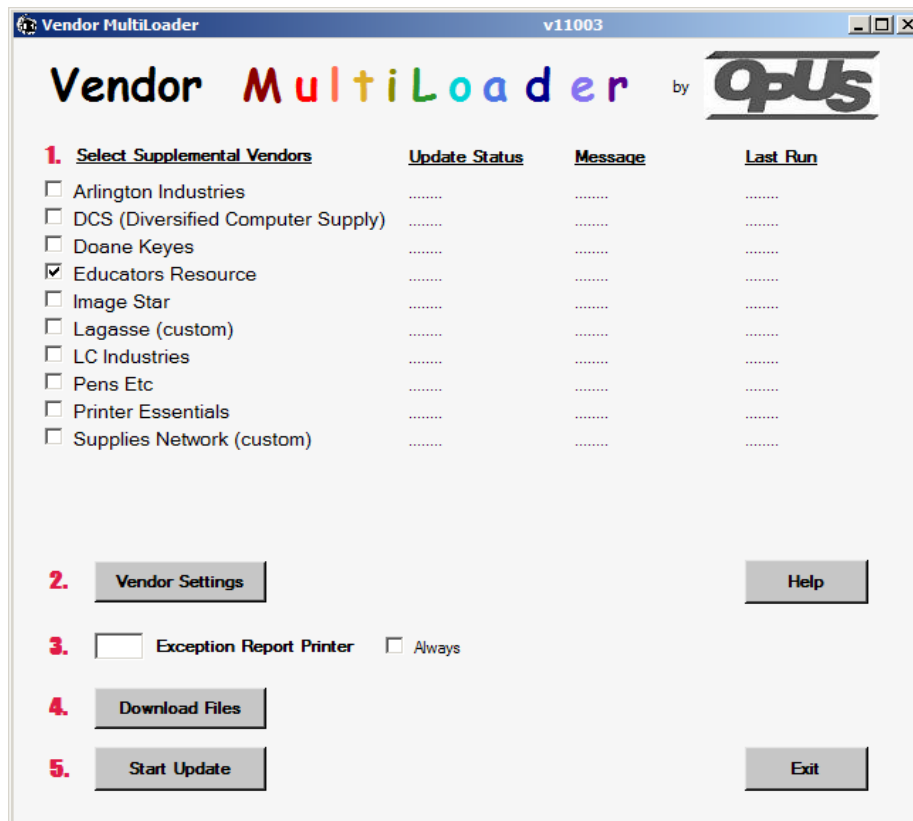 Vendor MultiLoader v11003
Vendor MultiLoader by OpUs
1. Select Supplemental Vendors Update Status Message Last Run
Arlington Industries ........ ........ ........
DCS (Diversified Computer Supply) ........ ........ ........
Doane Keyes ........ ........ ........
Educators Resource ........ ........ ........
Image Star ........ ........ ........
Lagasse (custom) ........ ........ ........
LC Industries ........ ........ ........
Pens Etc ........ ........ ........
Printer Essentials ........ ........ ........
Supplies Network (custom) ........ ........ ........
2. Vendor Settings Help
3. Exception Report Printer Always
4. Download Files
5. Start Update Exit